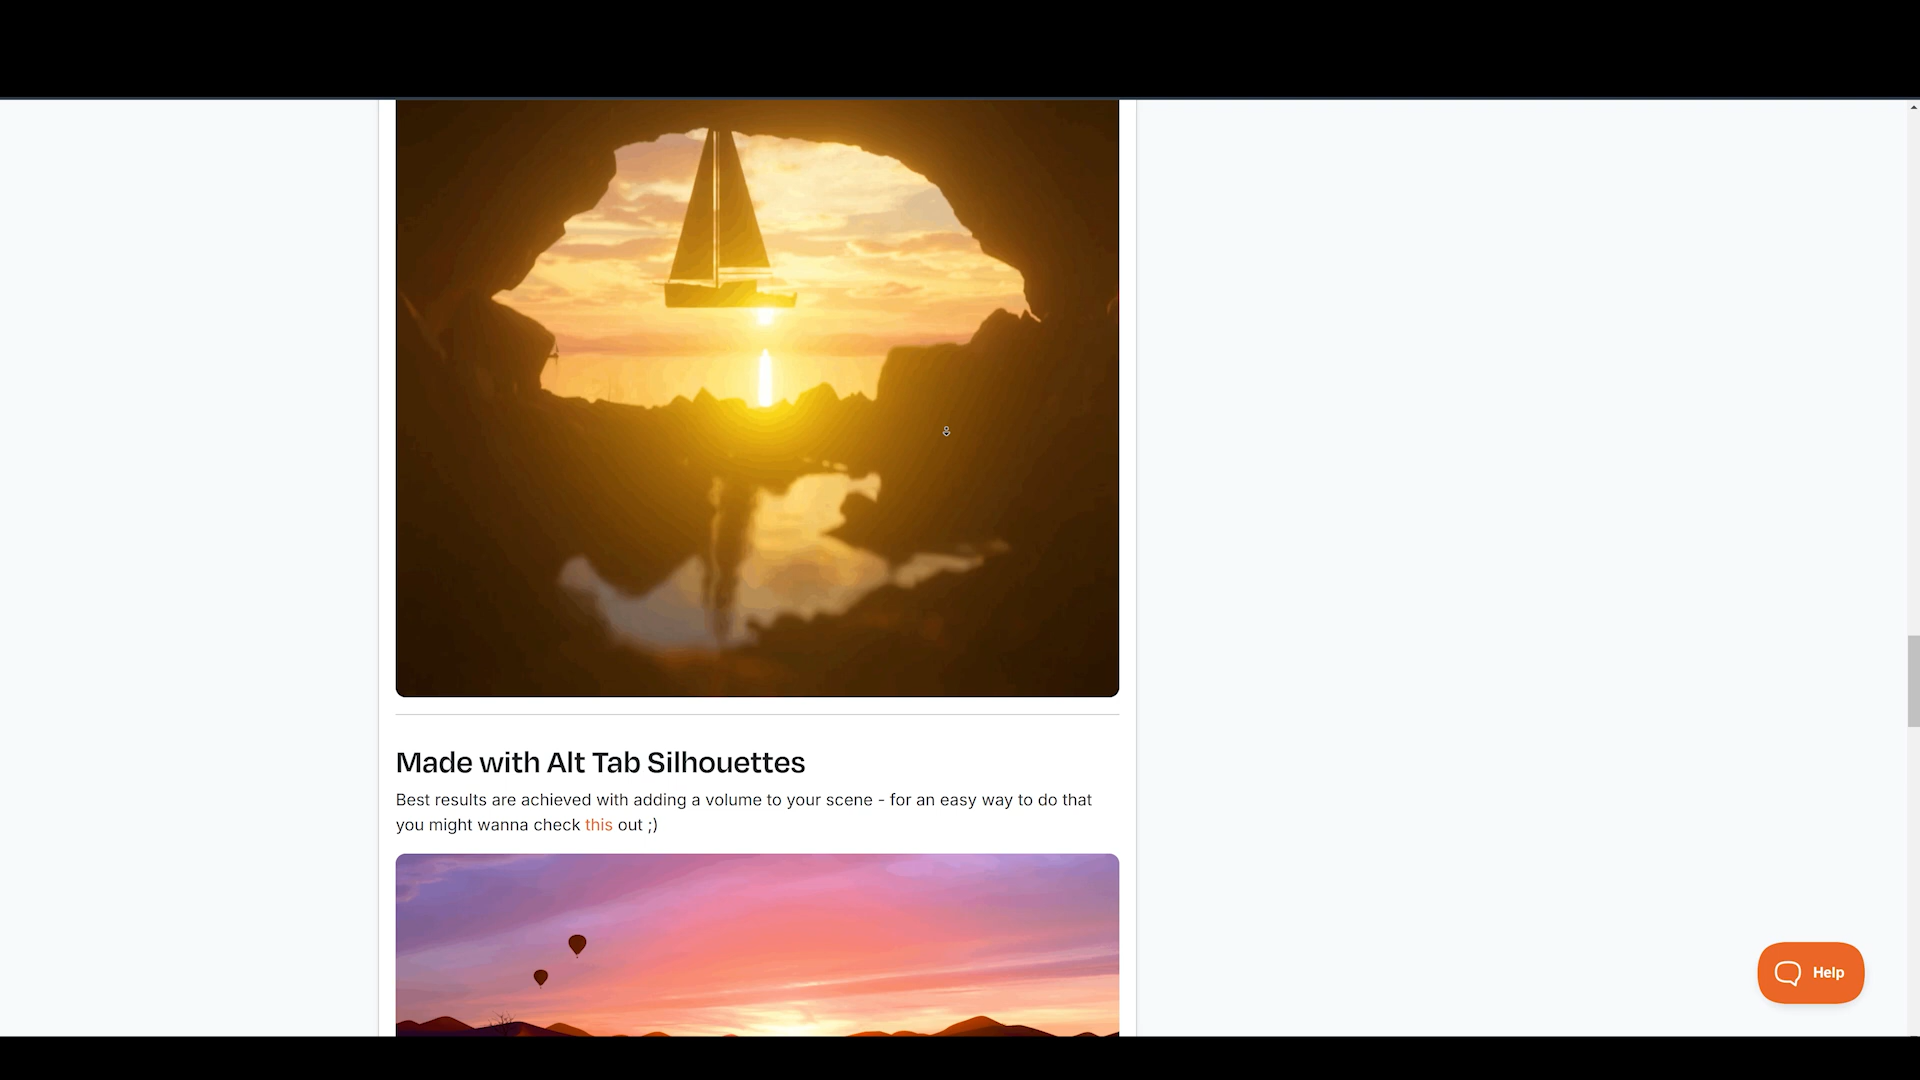 Made with Alt Tab Silhouettes
Best results are achieved with adding a volume to your scene - for an easy way to do that
you might wanna check this out ;)
Help